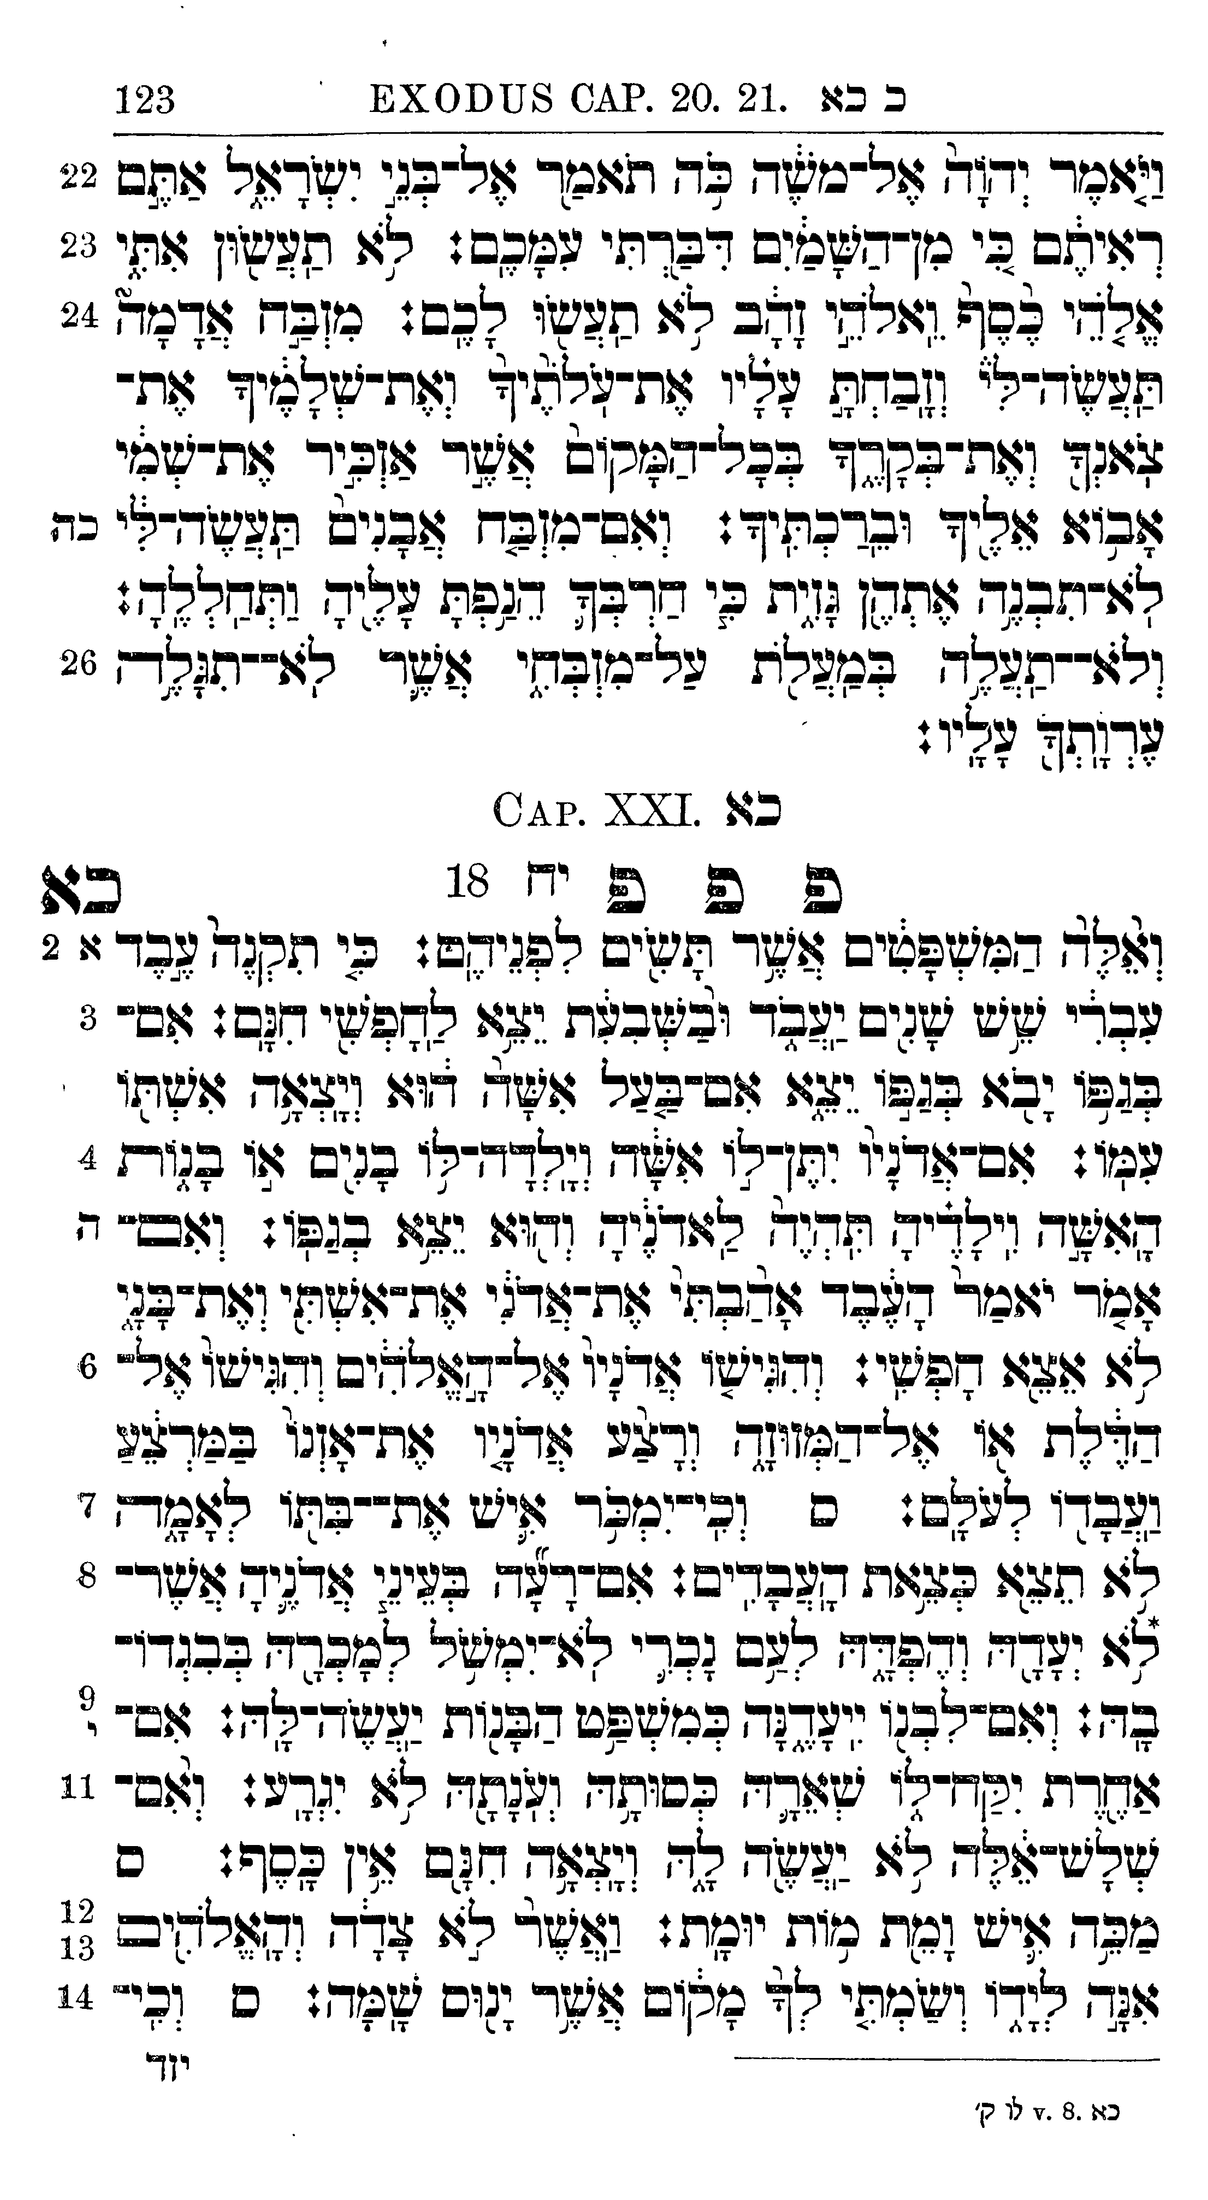 123 EXODUS CAP. 20. 21. כ כא
22 וַיֹּ֤אמֶר יְהוָֹה֙ אֶל־מֹשֶׁ֔ה כֹּ֥ה תֹאמַ֖ר אֶל־בְּנֵ֣י יִשְׂרָאֵ֑ל אַתֶּ֣ם
23 רְאִיתֶ֔ם כִּ֚י מִן־הַשָּׁמַ֔יִם דִּבַּ֖רְתִּי עִמָּכֶֽם׃ לֹ֥א תַעֲשׂ֖וּן אִתִּ֑י
24 אֱלֹ֤הֵי כֶ֙סֶף֙ וֵֽאלֹהֵ֣י זָהָ֔ב לֹ֥א תַעֲשׂ֖וּ לָכֶֽם׃ מִזְבַּ֣ח אֲדָמָה֮
תַּֽעֲשֶׂה־לִּי֒ וְזָֽבַחְתָּ֣ עָלָ֗יו אֶת־עֹֽלֹתֶ֙יךָ֙ וְאֶת־שְׁלָמֶ֔יךָ אֶת־
צֹֽאנְךָ֖ וְאֶת־בְּקָרֶ֑ךָ בְּכָל־הַמָּקוֹם֙ אֲשֶׁ֣ר אַזְכִּ֣יר אֶת־שְׁמִ֔י
כה אָב֥וֹא אֵלֶ֖יךָ וּבֵֽרַכְתִּֽיךָ׃ וְאִם־מִזְבַּ֤ח אֲבָנִים֙ תַּֽעֲשֶׂה־לִּ֔י
לֹֽא־תִבְנֶ֥ה אֶתְהֶ֖ן גָּזִ֑ית כִּ֧י חַרְבְּךָ֛ הֵנַ֥פְתָּ עָלֶ֖יהָ וַתְּחַֽלְלֶֽהָ׃
26 וְלֹֽא־תַעֲלֶ֥ה בְמַֽעֲלֹ֖ת עַל־מִזְבְּחִ֑י אֲשֶׁ֛ר לֹֽא־תִגָּלֶ֥ה
עֶרְוָֽתְךָ֖ עָלָֽיו׃
CAP. XXI. כא
כא פ פ פ יח 18
א 2 וְאֵ֙לֶּה֙ הַמִּשְׁפָּטִ֔ים אֲשֶׁ֥ר תָּשִׂ֖ים לִפְנֵיהֶֽם׃ כִּ֤י תִקְנֶה֙ עֶ֣בֶד
3 עִבְרִ֔י שֵׁ֥שׁ שָׁנִ֖ים יַֽעֲבֹ֑ד וּבַ֨שְּׁבִעִ֔ת יֵצֵ֥א לַֽחָפְשִׁ֖י חִנָּֽם׃ אִם־
בְּגַפּ֥וֹ יָבֹ֖א בְּגַפּ֣וֹ יֵצֵ֑א אִם־בַּ֤עַל אִשָּׁה֙ ה֔וּא וְיָֽצְאָ֥ה אִשְׁתּ֖וֹ
4 עִמּֽוֹ׃ אִם־אֲדֹנָיו֙ יִתֶּן־ל֣וֹ אִשָּׁ֔ה וְיָֽלְדָה־ל֥וֹ בָנִ֖ים א֣וֹ בָנ֑וֹת
ה הָֽאִשָּׁ֣ה וִֽילָדֶ֗יהָ תִּֽהְיֶה֙ לַֽאדֹנֶ֔יהָ וְה֖וּא יֵצֵ֥א בְגַפּֽוֹ׃ וְאִם־
אָמֹ֤ר יֹאמַר֙ הָעֶ֔בֶד אָהַ֙בְתִּי֙ אֶת־אֲדֹנִ֔י אֶת־אִשְׁתִּ֖י וְאֶת־בָּנָ֑י
6 לֹ֥א אֵצֵ֖א חָפְשִֽׁי׃ וְהִגִּישׁ֤וֹ אֲדֹנָיו֙ אֶל־הָ֣אֱלֹהִ֔ים וְהִגִּישׁוֹ֙ אֶל־
הַדֶּ֔לֶת א֖וֹ אֶל־הַמְּזוּזָ֑ה וְרָצַ֨ע אֲדֹנָ֤יו אֶת־אָזְנוֹ֙ בַּמַּרְצֵ֔עַ
7 וַֽעֲבָד֖וֹ לְעֹלָֽם׃ ס וְכִֽי־יִמְכֹּ֥ר אִ֛ישׁ אֶת־בִּתּ֖וֹ לְאָמָ֑ה
8 לֹ֥א תֵצֵ֖א כְּצֵ֥את הָֽעֲבָדִֽים׃ אִם־רָעָ֞ה בְּעֵינֵ֧י אֲדֹנֶ֛יהָ אֲשֶׁר־
*לֹ֥א יְעָדָ֖הּ וְהֶפְדָּ֑הּ לְעַ֥ם נָכְרִ֛י לֹֽא־יִמְשֹׁ֥ל לְמָכְרָ֖הּ בְּבִגְדוֹ־
9 י בָֽהּ׃ וְאִם־לִבְנ֖וֹ יִֽיעָדֶ֑נָּה כְּמִשְׁפַּ֥ט הַבָּנ֖וֹת יַֽעֲשֶׂה־לָּֽהּ׃ אִם־
11 אַחֶ֖רֶת יִקַּֽח־ל֑וֹ שְׁאֵרָ֛הּ כְּסוּתָ֥הּ וְעֹֽנָתָ֖הּ לֹ֥א יִגְרָֽע׃ וְאִ֨ם־
שְׁלָשׁ־אֵ֔לֶּה לֹ֥א יַֽעֲשֶׂ֖ה לָ֑הּ וְיָֽצְאָ֥ה חִנָּ֖ם אֵ֥ין כָּֽסֶף׃ ס
12 13 מַכֵּ֥ה אִ֛ישׁ וָמֵ֖ת מ֥וֹת יוּמָֽת׃ וַֽאֲשֶׁר֙ לֹ֣א צָדָ֔ה וְהָֽאֱלֹהִ֖ים
14 אִנָּ֣ה לְיָד֑וֹ וְשַׂמְתִּ֤י לְךָ֙ מָק֔וֹם אֲשֶׁ֥ר יָנ֖וּס שָֽׁמָּה׃ ס וְכִֽי־
יזד
כא v. 8. לו ק׳